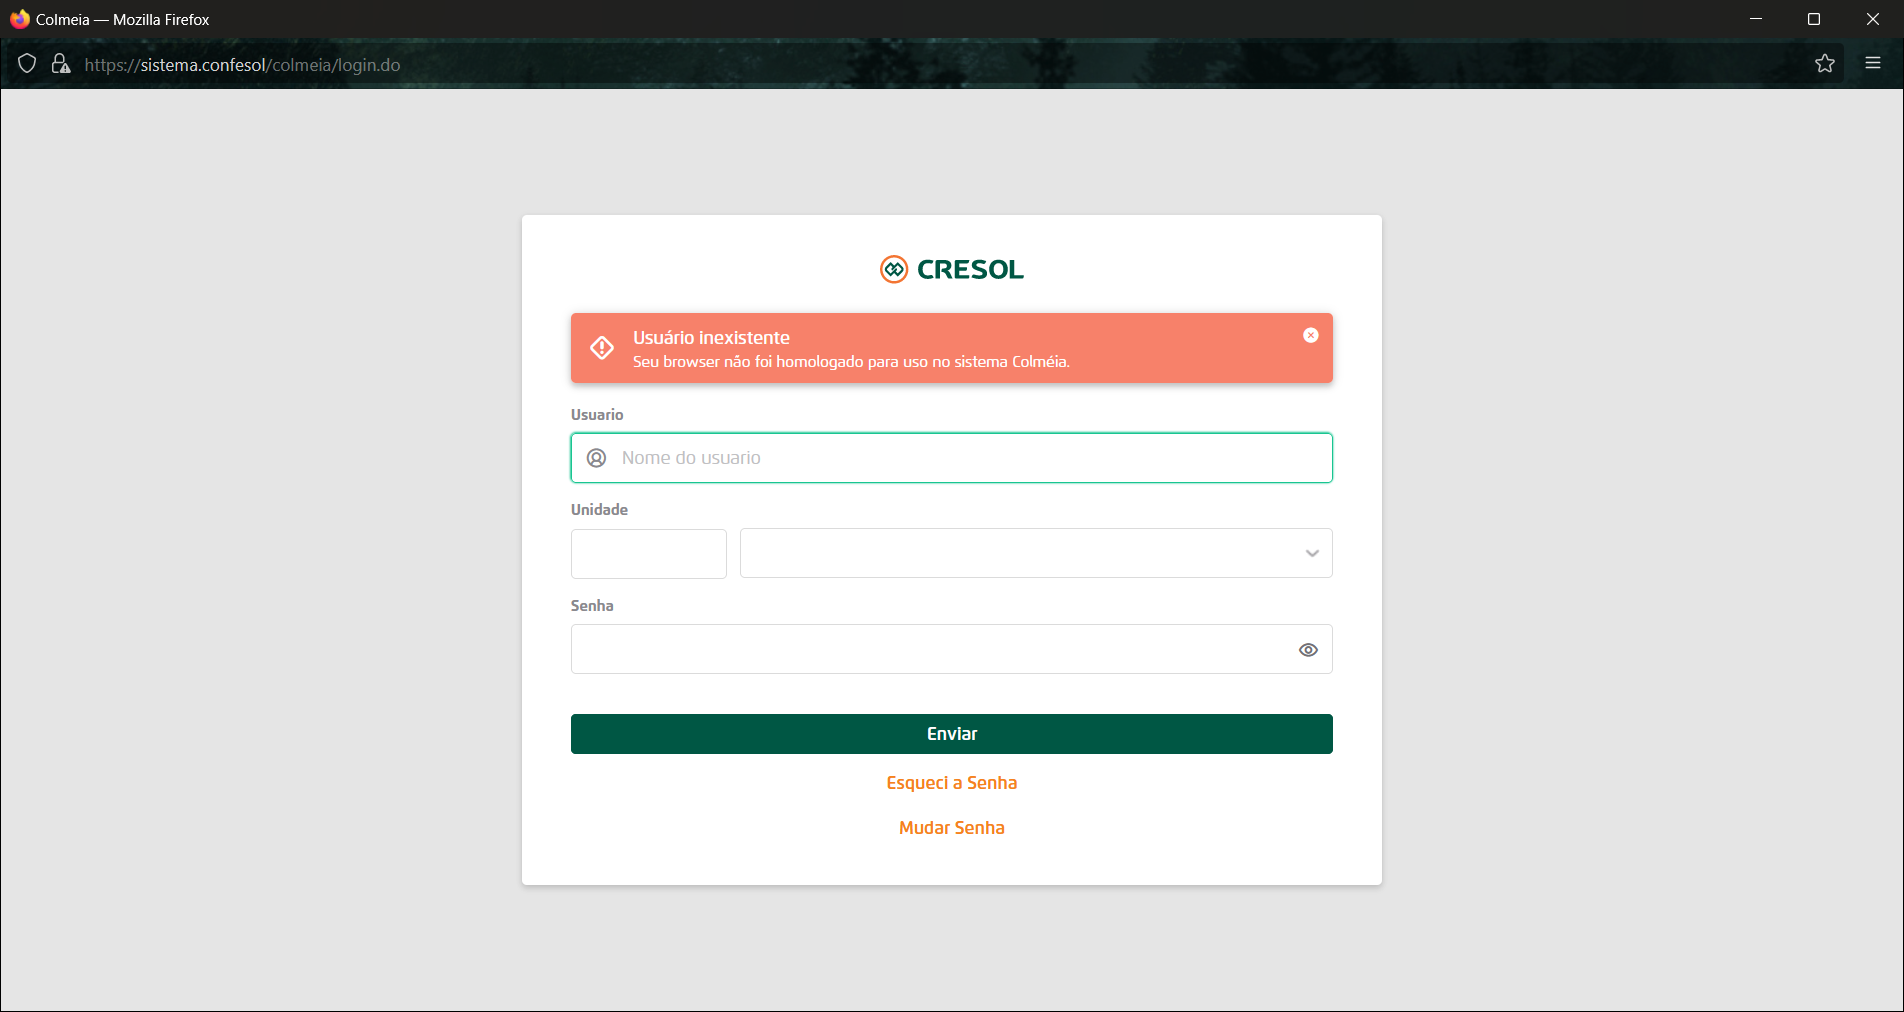 Colmeia — Mozilla Firefox
https://sistema.confesol/colmeia/login.do
CRESOL
Usuário inexistente
Seu browser não foi homologado para uso no sistema Colméia.
Usuario
Nome do usuario
Unidade
Senha
Enviar
Esqueci a Senha
Mudar Senha